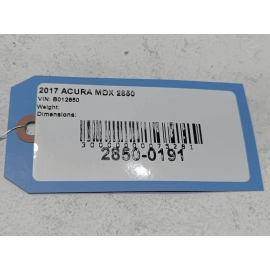 2017 ACURA MDX 2850
VIN: B012850
Weight:
Dimensions:
2850-0191